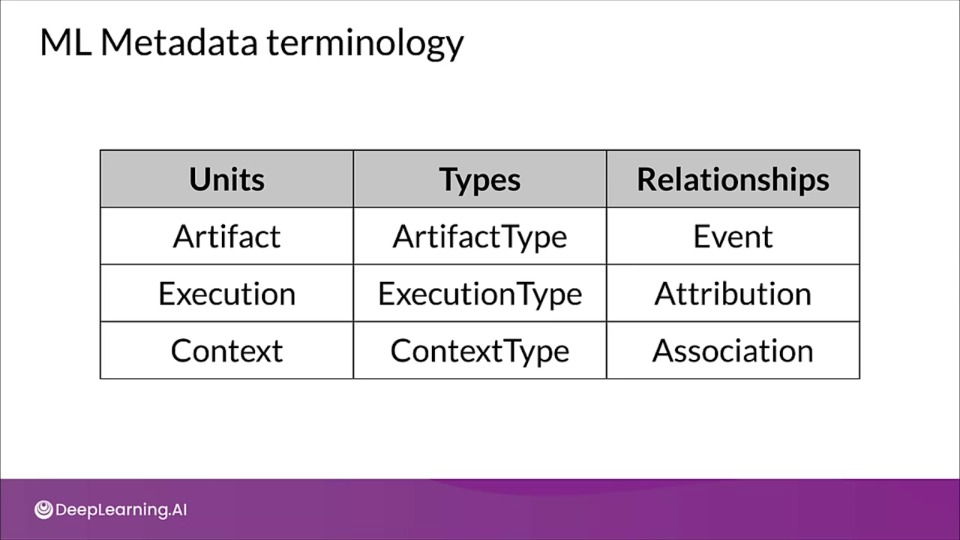 ML Metadata terminology
Units Types Relationships
Artifact ArtifactType Event
Execution ExecutionType Attribution
Context ContextType Association
DeepLearning.AI